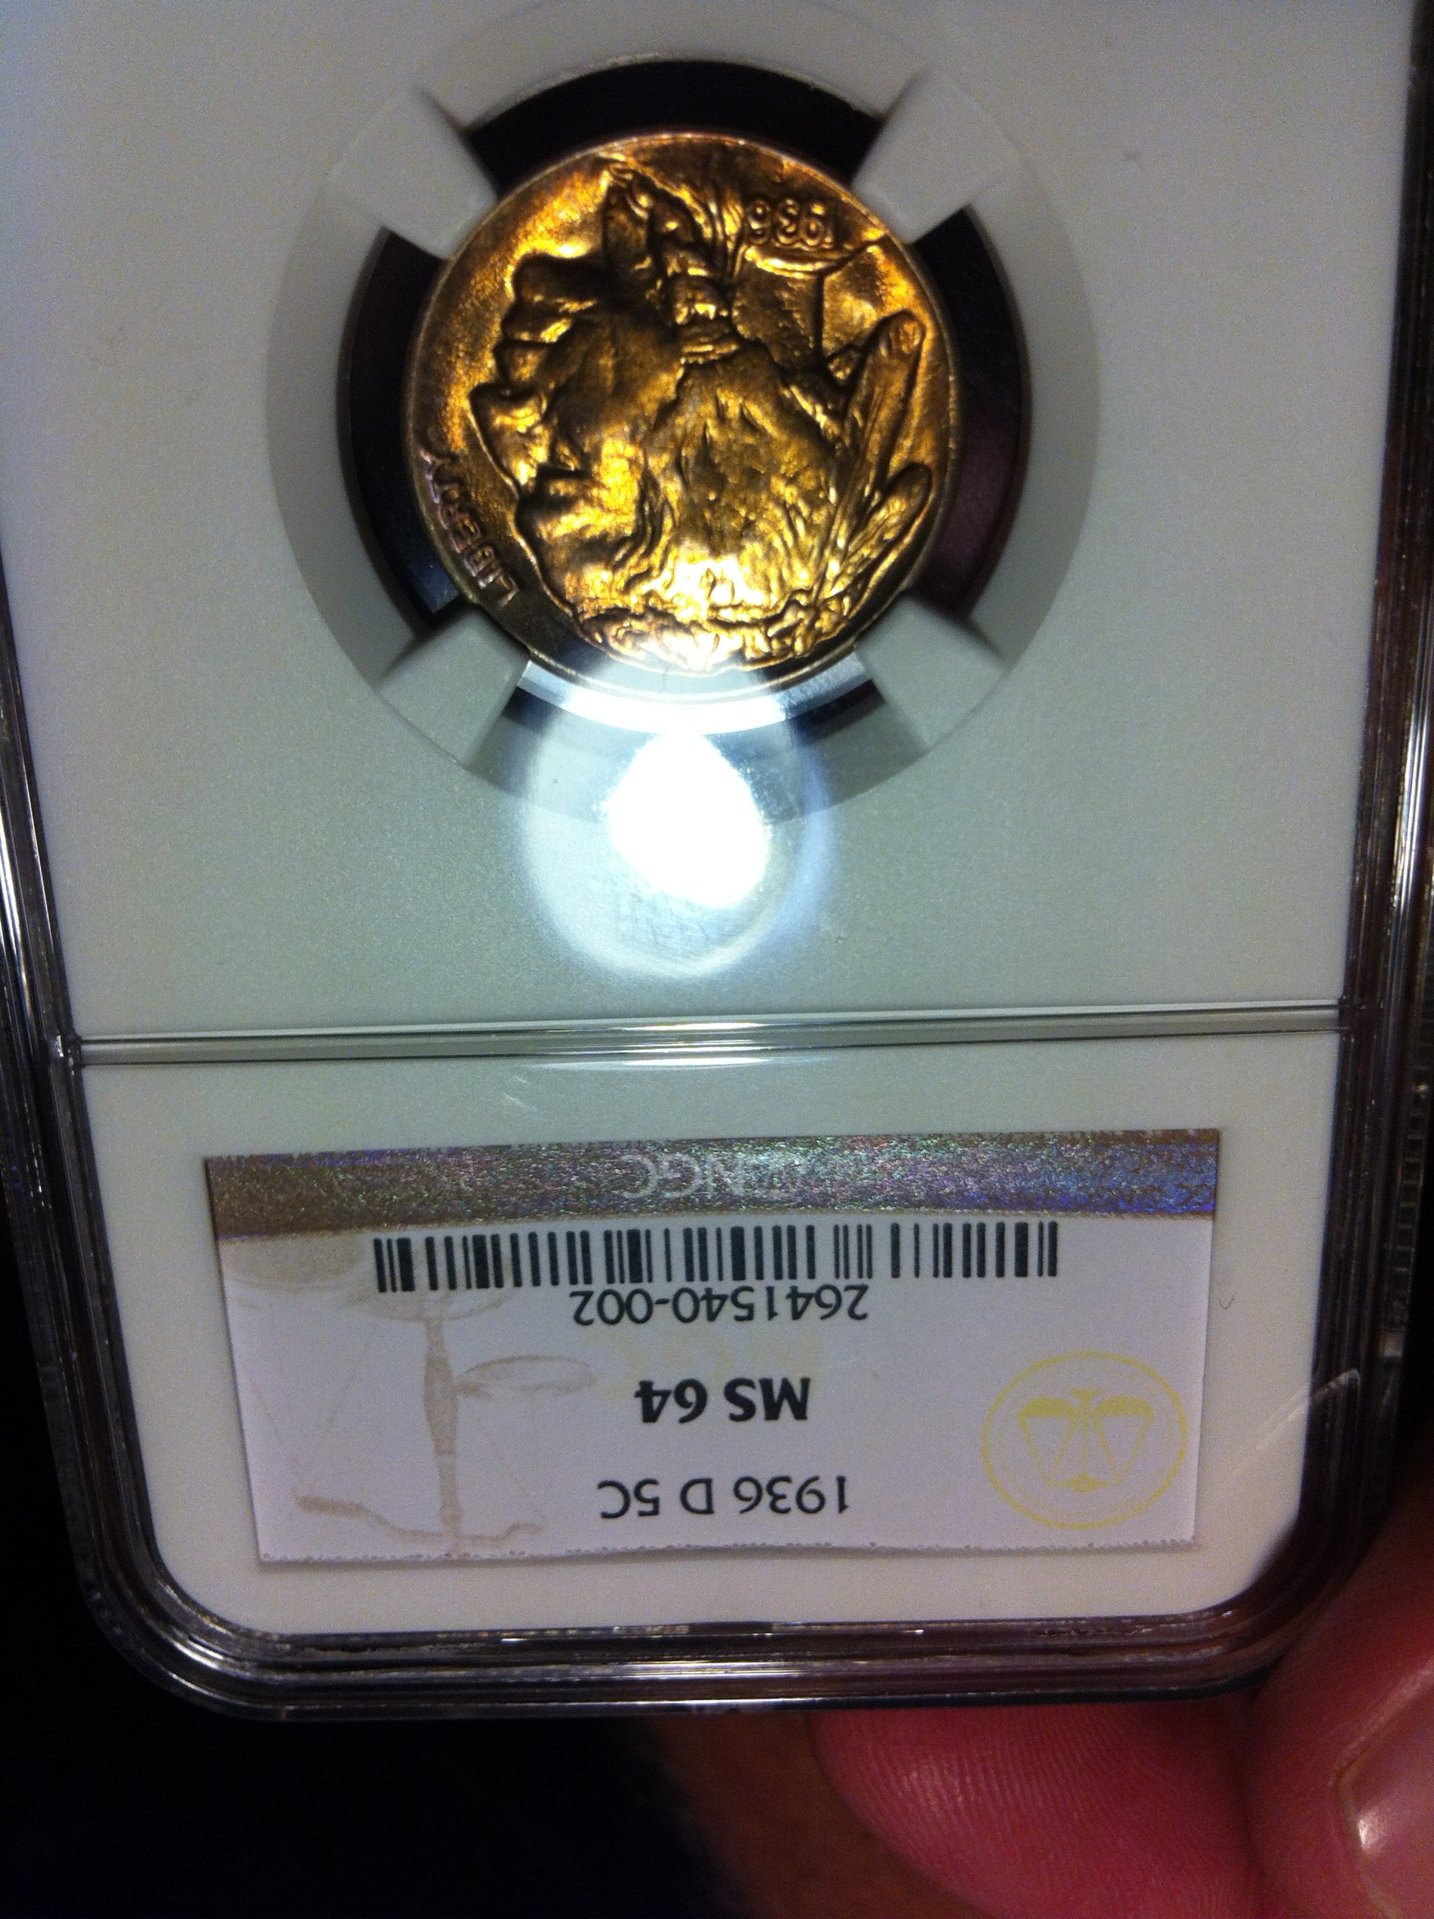 1936 D 5C
MS 64
2641540-002
NGC
LIBERTY
1936